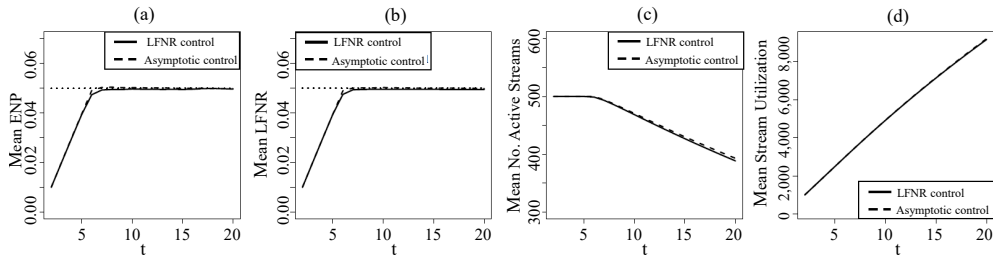 (a)
Mean ENP
0.00
0.02
0.04
0.06
LFNR control
Asymptotic control
5
10
15
20
t
(b)
Mean LFNR
0.00
0.02
0.04
0.06
LFNR control
Asymptotic control
5
10
15
20
t
(c)
Mean No. Active Streams
300
400
500
600
LFNR control
Asymptotic control
5
10
15
20
t
(d)
Mean Stream Utilization
0
2,000
4,000
6,000
8,000
LFNR control
Asymptotic control
5
10
15
20
t